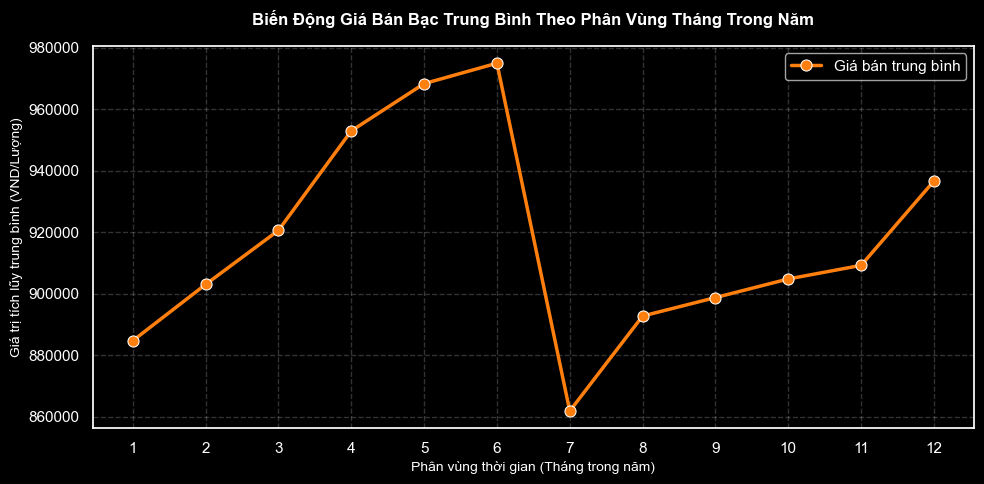 Biến Động Giá Bán Bạc Trung Bình Theo Phân Vùng Tháng Trong Năm
Giá bán trung bình
Giá trị tích lũy trung bình (VND/Lượng)
980000
960000
940000
920000
900000
880000
860000
1 2 3 4 5 6 7 8 9 10 11 12
Phân vùng thời gian (Tháng trong năm)